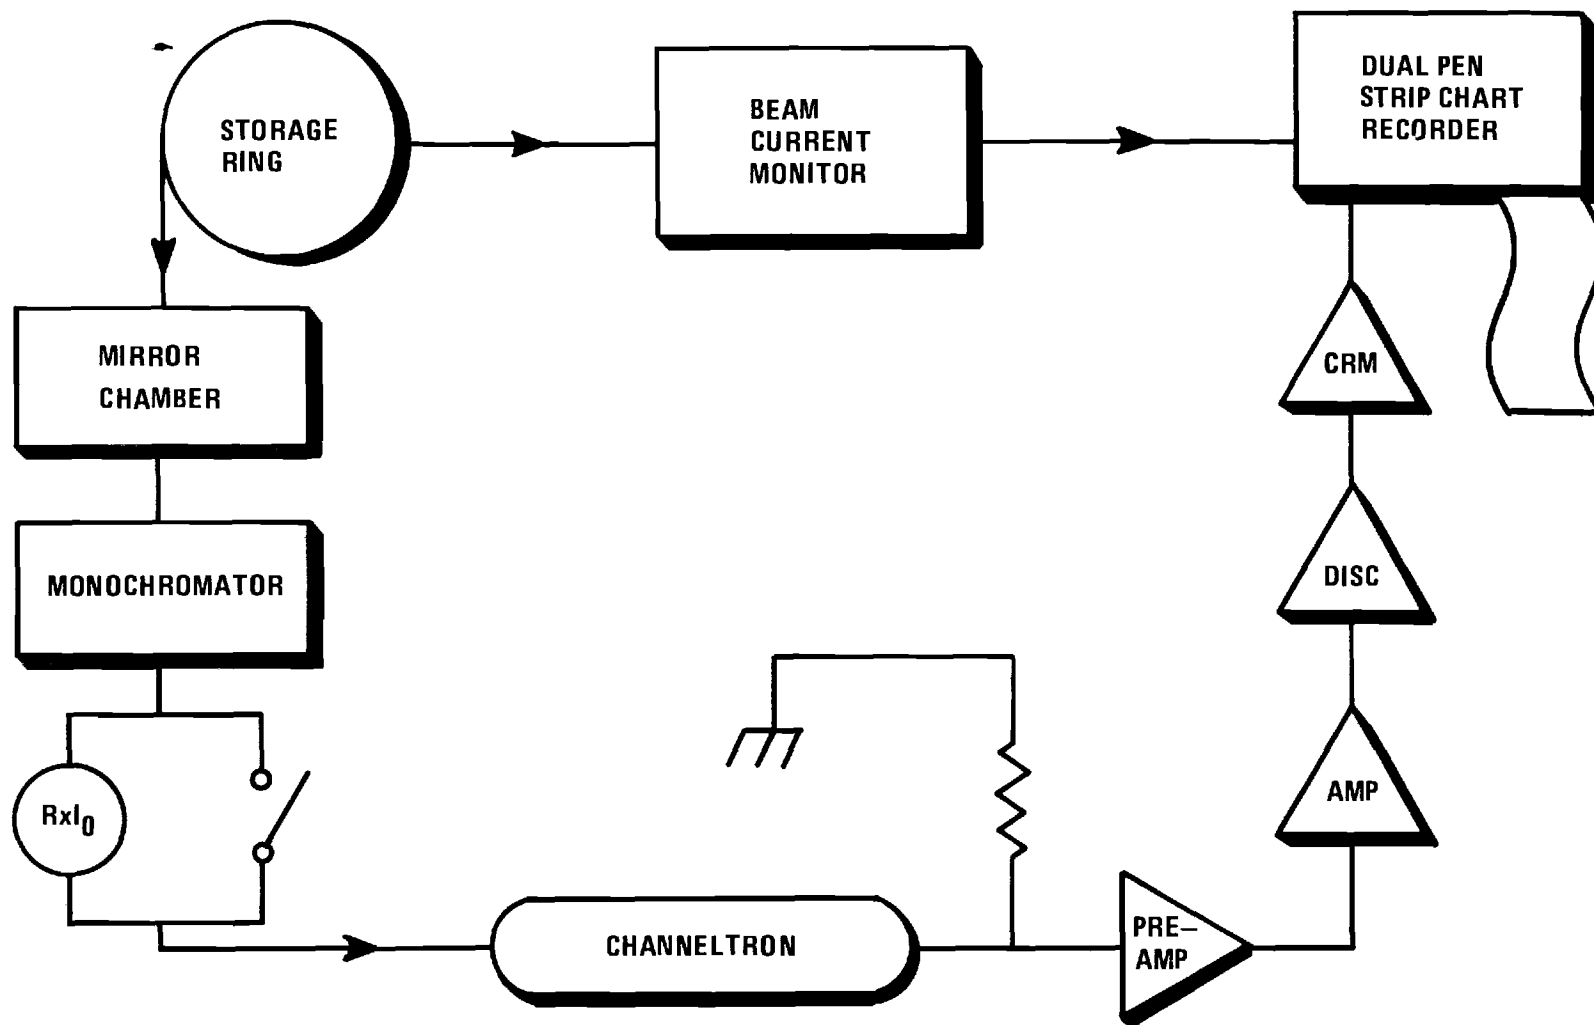 STORAGE
RING
BEAM
CURRENT
MONITOR
DUAL PEN
STRIP CHART
RECORDER
MIRROR
CHAMBER
CRM
MONOCHROMATOR
DISC
RxI₀
AMP
CHANNELTRON
PRE–
AMP